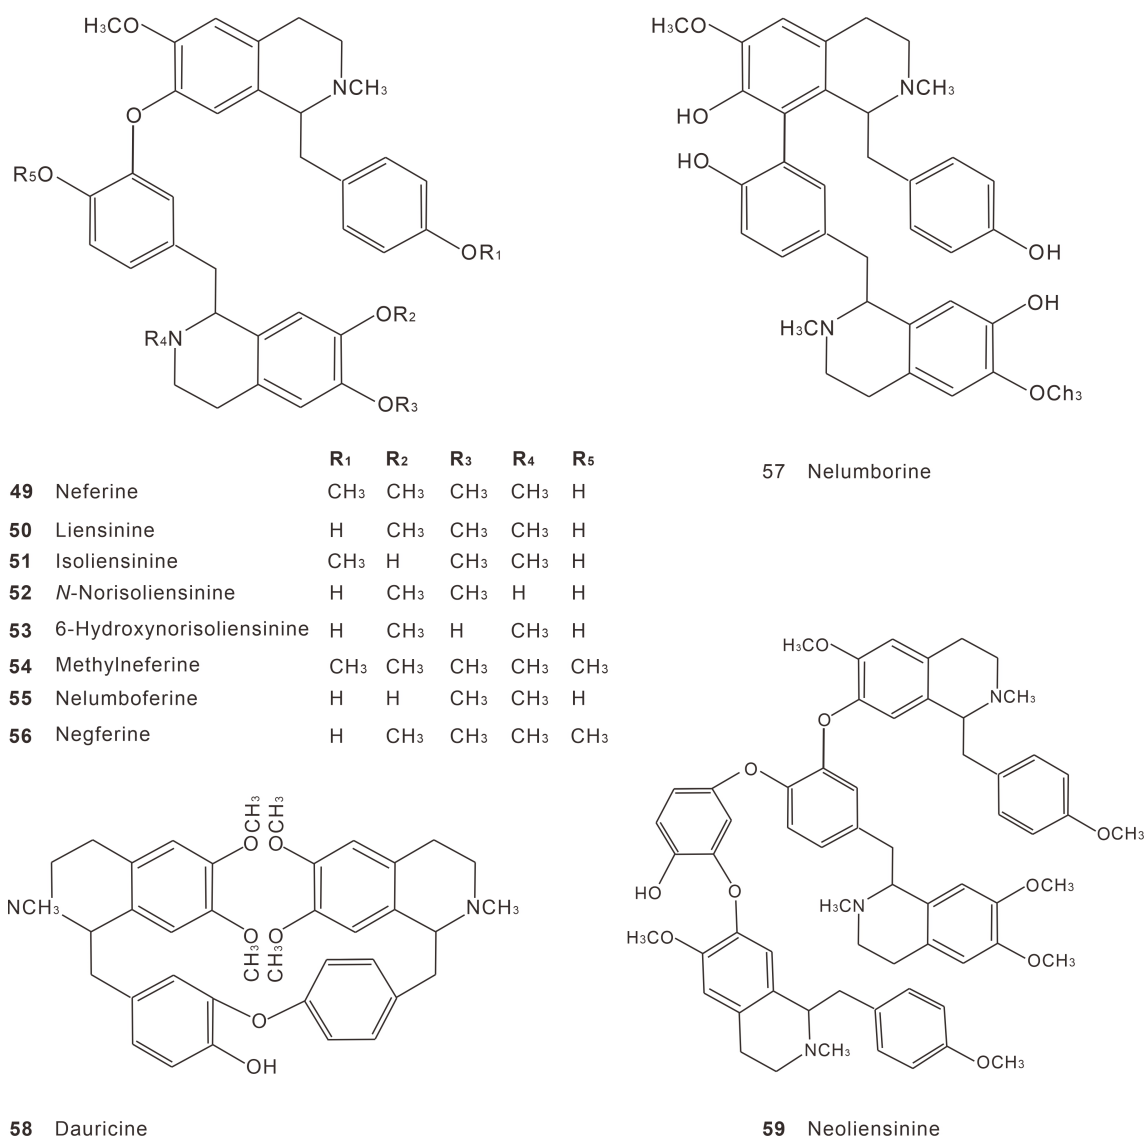 H₃CO
H₃CO
NCH₃
NCH₃
O
HO
R₅O
HO
OR₁
OH
OR₂
OH
R₄N
H₃CN
OR₃
OCh₃
R₁ R₂ R₃ R₄ R₅
57 Nelumborine
49 Neferine CH₃ CH₃ CH₃ CH₃ H
50 Liensinine H CH₃ CH₃ CH₃ H
51 Isoliensinine CH₃ H CH₃ CH₃ H
52 N-Norisoliensinine H CH₃ CH₃ H H
53 6-Hydroxynorisoliensinine H CH₃ H CH₃ H
54 Methylneferine CH₃ CH₃ CH₃ CH₃ CH₃
55 Nelumboferine H H CH₃ CH₃ H
56 Negferine H CH₃ CH₃ CH₃ CH₃
OCH₃
OCH₃
NCH₃
NCH₃
OCH₃
OCH₃
O
OH
H₃CO
NCH₃
O
O
OCH₃
HO
O
H₃CN
OCH₃
H₃CO
OCH₃
NCH₃
OCH₃
58 Dauricine
59 Neoliensinine